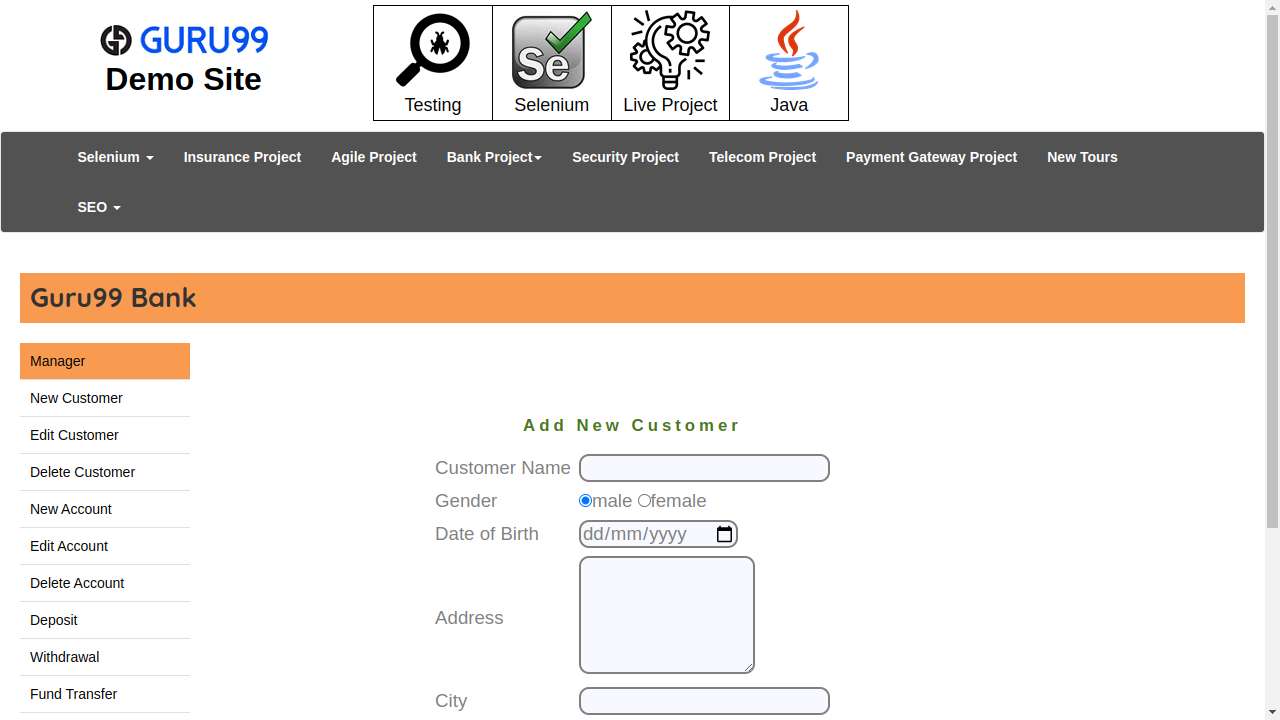 GURU99
Demo Site
Se
Testing
Selenium
Live Project
Java
Selenium
Insurance Project
Agile Project
Bank Project
Security Project
Telecom Project
Payment Gateway Project
New Tours
SEO
Guru99 Bank
Manager
New Customer
Edit Customer
Delete Customer
New Account
Edit Account
Delete Account
Deposit
Withdrawal
Fund Transfer
Add New Customer
Customer Name
Gender male female
Date of Birth dd/mm/yyyy
Address
City